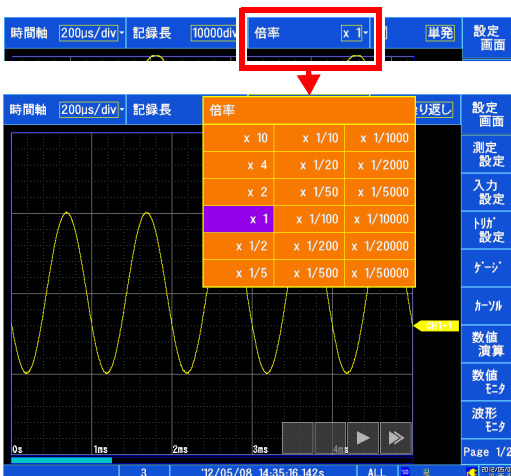 時間軸 200μs/div 記録長 10000div 倍率 x 1 単発 設定画面
時間軸 200μs/div 記録長 倍率 り返し 設定画面
x 10 x 1/10 x 1/1000
x 4 x 1/20 x 1/2000
x 2 x 1/50 x 1/5000
x 1 x 1/100 x 1/10000
x 1/2 x 1/200 x 1/20000
x 1/5 x 1/500 x 1/50000
測定設定
入力設定
トリガ設定
ゲージ
カーソル
数値演算
数値モニタ
波形モニタ
Page 1/2
0s 1ms 2ms 3ms 4ms
3 '12/05/08 14:35:16.142s ALL